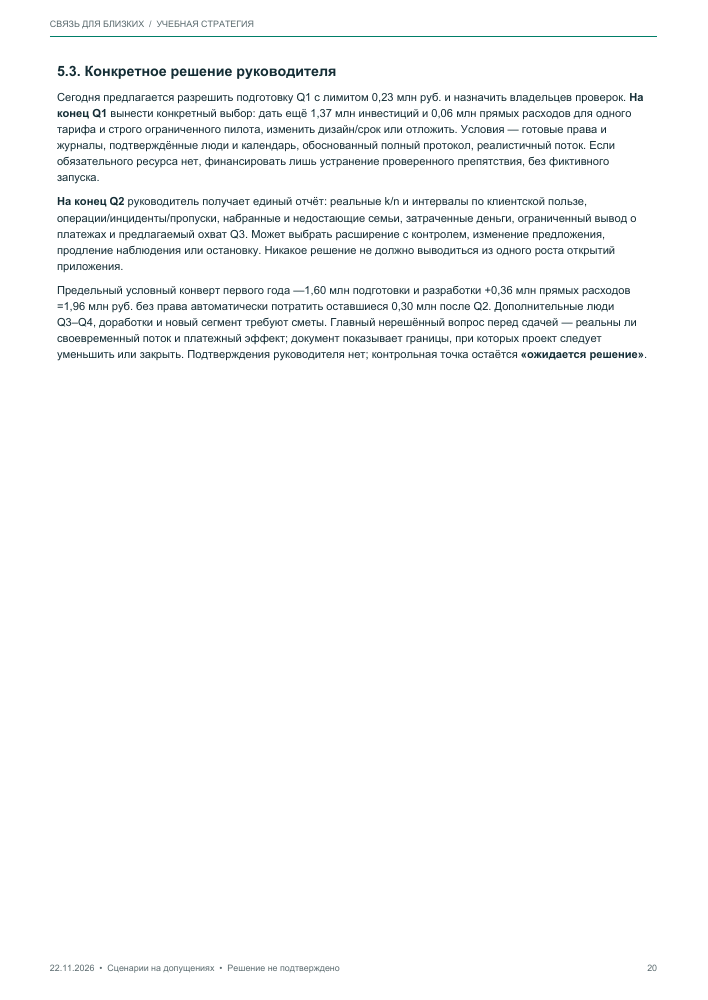 СВЯЗЬ ДЛЯ БЛИЗКИХ / УЧЕБНАЯ СТРАТЕГИЯ
5.3. Конкретное решение руководителя
Сегодня предлагается разрешить подготовку Q1 с лимитом 0,23 млн руб. и назначить владельцев проверок. На
конец Q1 вынести конкретный выбор: дать ещё 1,37 млн инвестиций и 0,06 млн прямых расходов для одного
тарифа и строго ограниченного пилота, изменить дизайн/срок или отложить. Условия — готовые права и
журналы, подтверждённые люди и календарь, обоснованный полный протокол, реалистичный поток. Если
обязательного ресурса нет, финансировать лишь устранение проверенного препятствия, без фиктивного
запуска.
На конец Q2 руководитель получает единый отчёт: реальные k/n и интервалы по клиентской пользе,
операции/инциденты/пропуски, набранные и недостающие семьи, затраченные деньги, ограниченный вывод о
платежах и предлагаемый охват Q3. Может выбрать расширение с контролем, изменение предложения,
продление наблюдения или остановку. Никакое решение не должно выводиться из одного роста открытий
приложения.
Предельный условный конверт первого года —1,60 млн подготовки и разработки +0,36 млн прямых расходов
=1,96 млн руб. без права автоматически потратить оставшиеся 0,30 млн после Q2. Дополнительные люди
Q3–Q4, доработки и новый сегмент требуют сметы. Главный нерешённый вопрос перед сдачей — реальны ли
своевременный поток и платежный эффект; документ показывает границы, при которых проект следует
уменьшить или закрыть. Подтверждения руководителя нет; контрольная точка остаётся «ожидается решение».
22.11.2026 • Сценарии на допущениях • Решение не подтверждено
20